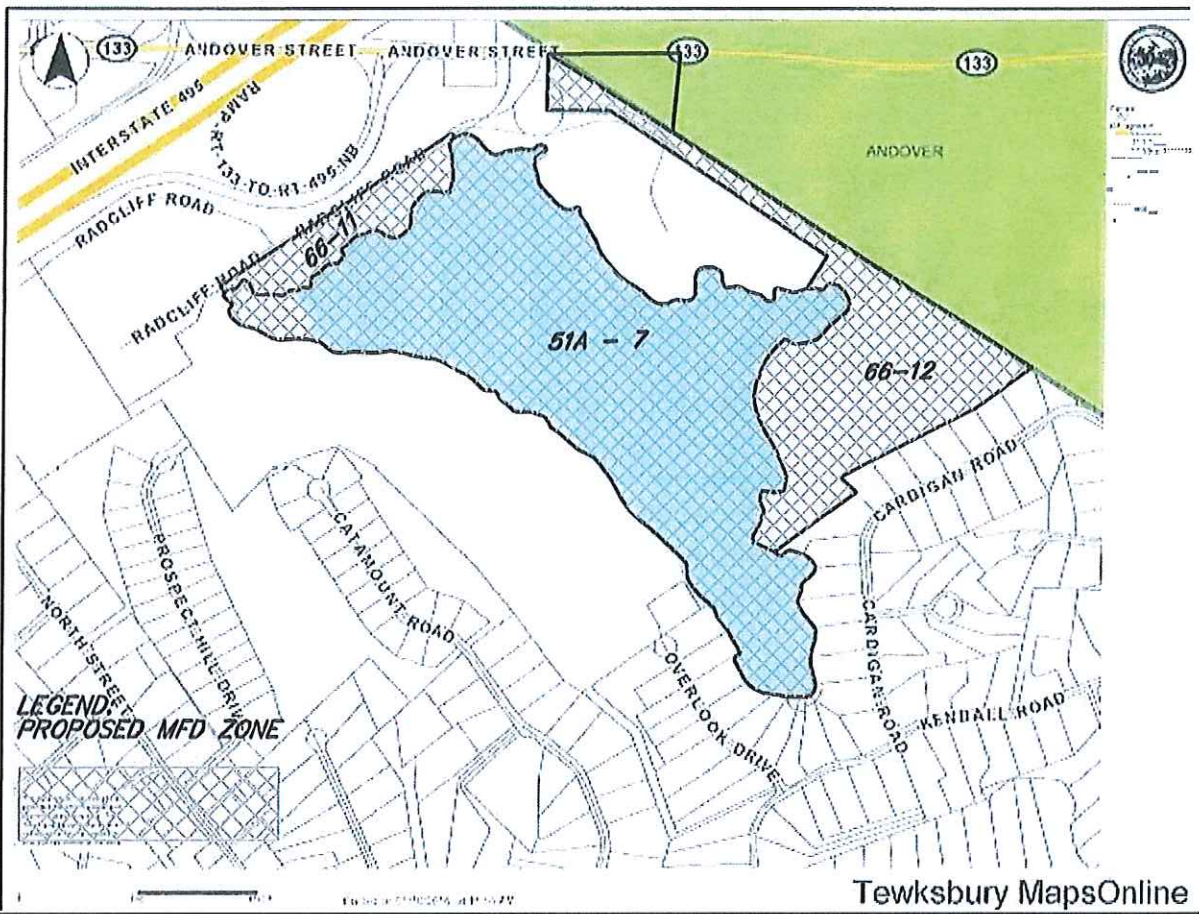 133
ANDOVER STREET
ANDOVER STREET
133
133
INTERSTATE 495
RAMP-RT-133-TO-RT-495-NB
ANDOVER
RADCLIFF ROAD
RADCLIFF ROAD
66-11
RADCLIFF ROAD
51A - 7
66-12
CARDIGAN ROAD
CATAMOUNT ROAD
PROSPECT HILL DRIVE
NORTH STREET
CARDIGAN ROAD
OVERLOOK DRIVE
KENDALL ROAD
LEGEND:
PROPOSED MFD ZONE
Tewksbury MapsOnline